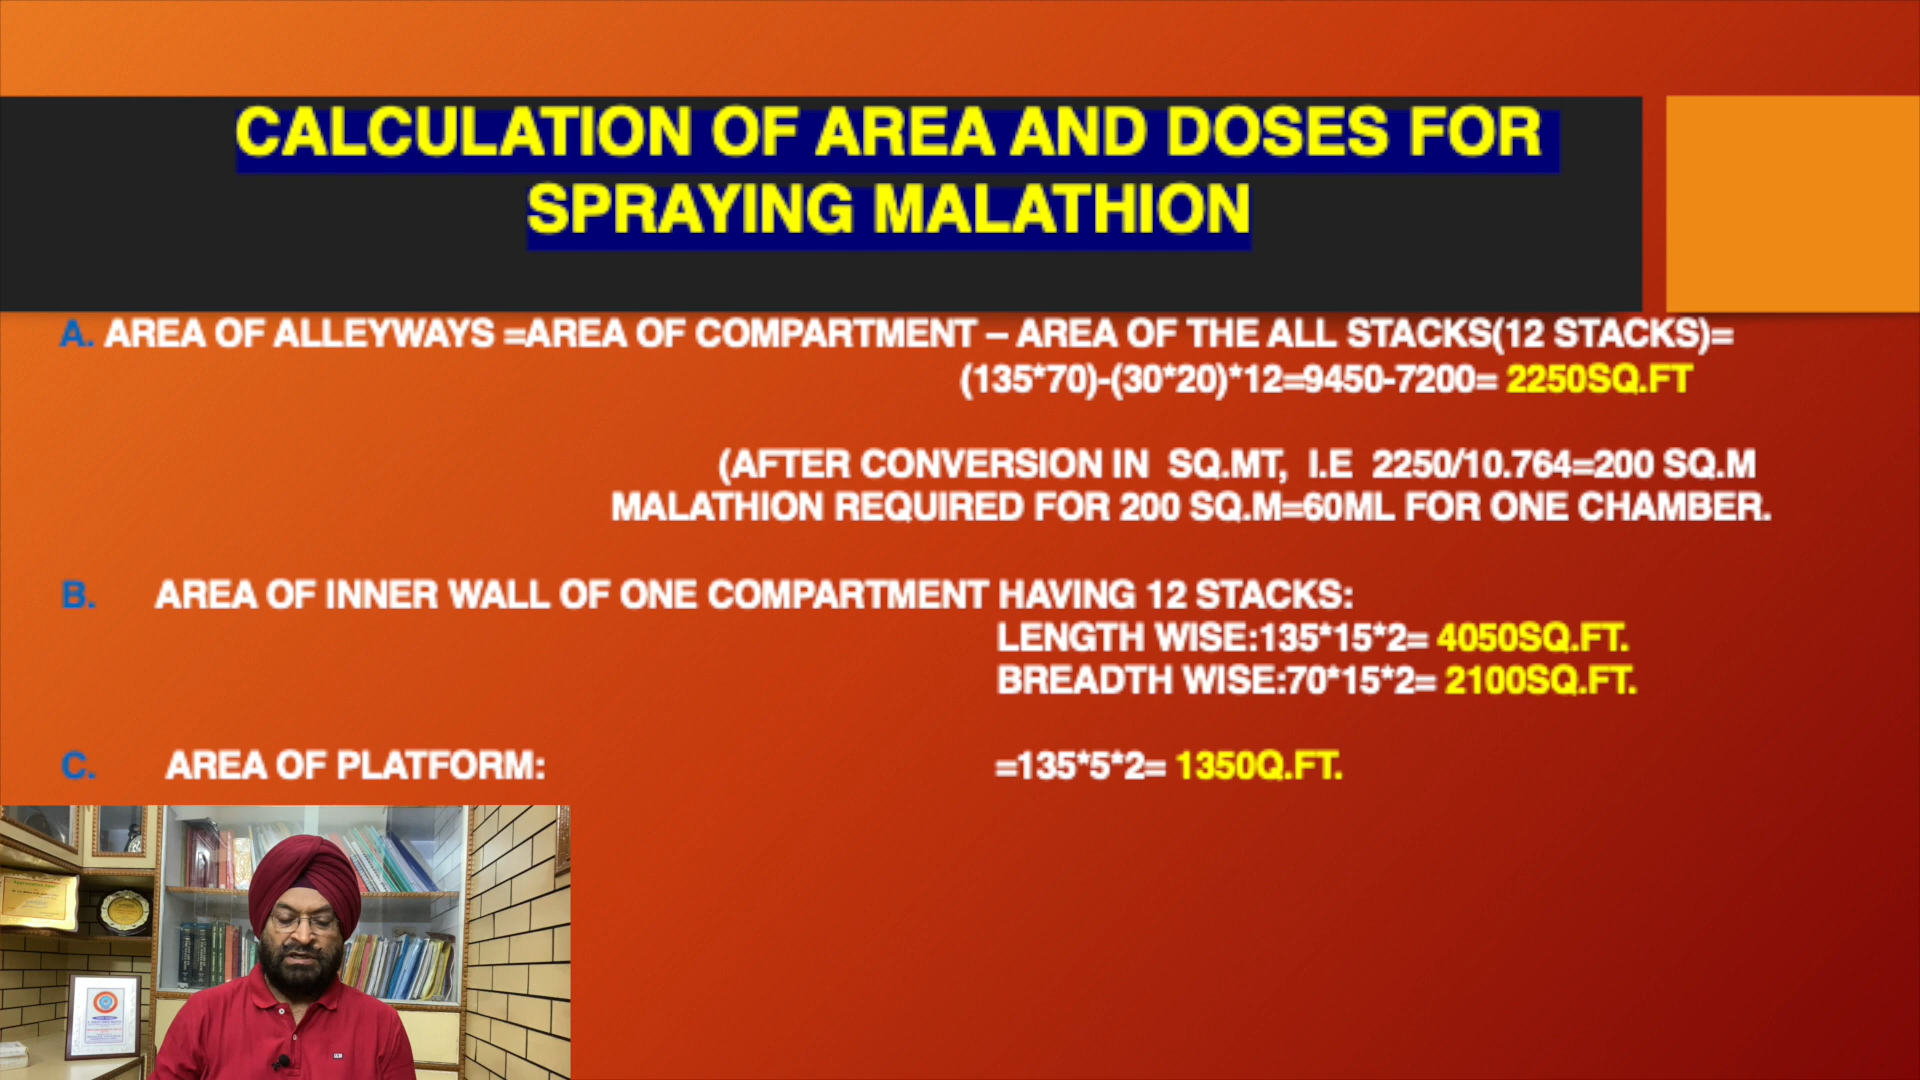 CALCULATION OF AREA AND DOSES FOR
SPRAYING MALATHION
A. AREA OF ALLEYWAYS =AREA OF COMPARTMENT – AREA OF THE ALL STACKS(12 STACKS)=
(135*70)-(30*20)*12=9450-7200= 2250SQ.FT
(AFTER CONVERSION IN SQ.MT, I.E 2250/10.764=200 SQ.M
MALATHION REQUIRED FOR 200 SQ.M=60ML FOR ONE CHAMBER.
B. AREA OF INNER WALL OF ONE COMPARTMENT HAVING 12 STACKS:
LENGTH WISE:135*15*2= 4050SQ.FT.
BREADTH WISE:70*15*2= 2100SQ.FT.
C. AREA OF PLATFORM: =135*5*2= 1350Q.FT.